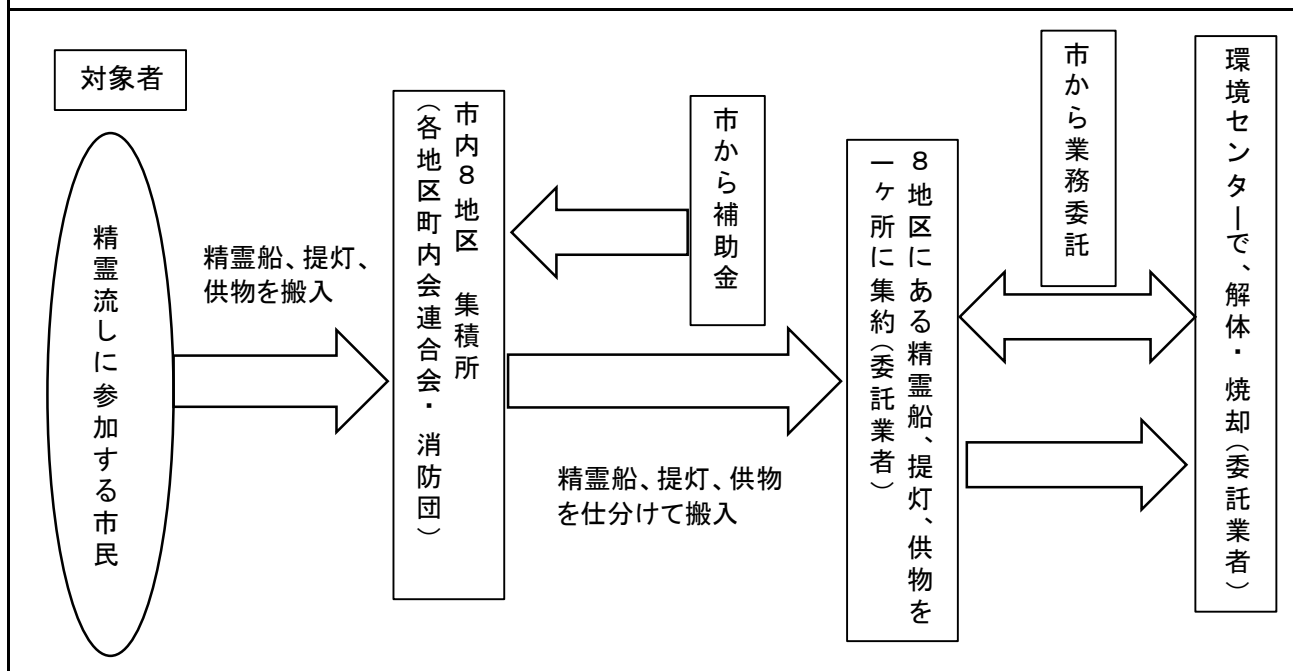 対象者
精霊流しに参加する市民
精霊船、提灯、
供物を搬入
市内8地区 集積所
（各地区町内会連合会・消防団）
市から補助金
精霊船、提灯、供物
を仕分けて搬入
８地区にある精霊船、提灯、供物を
一ヶ所に集約（委託業者）
市から業務委託
環境センターで、解体・焼却（委託業者）